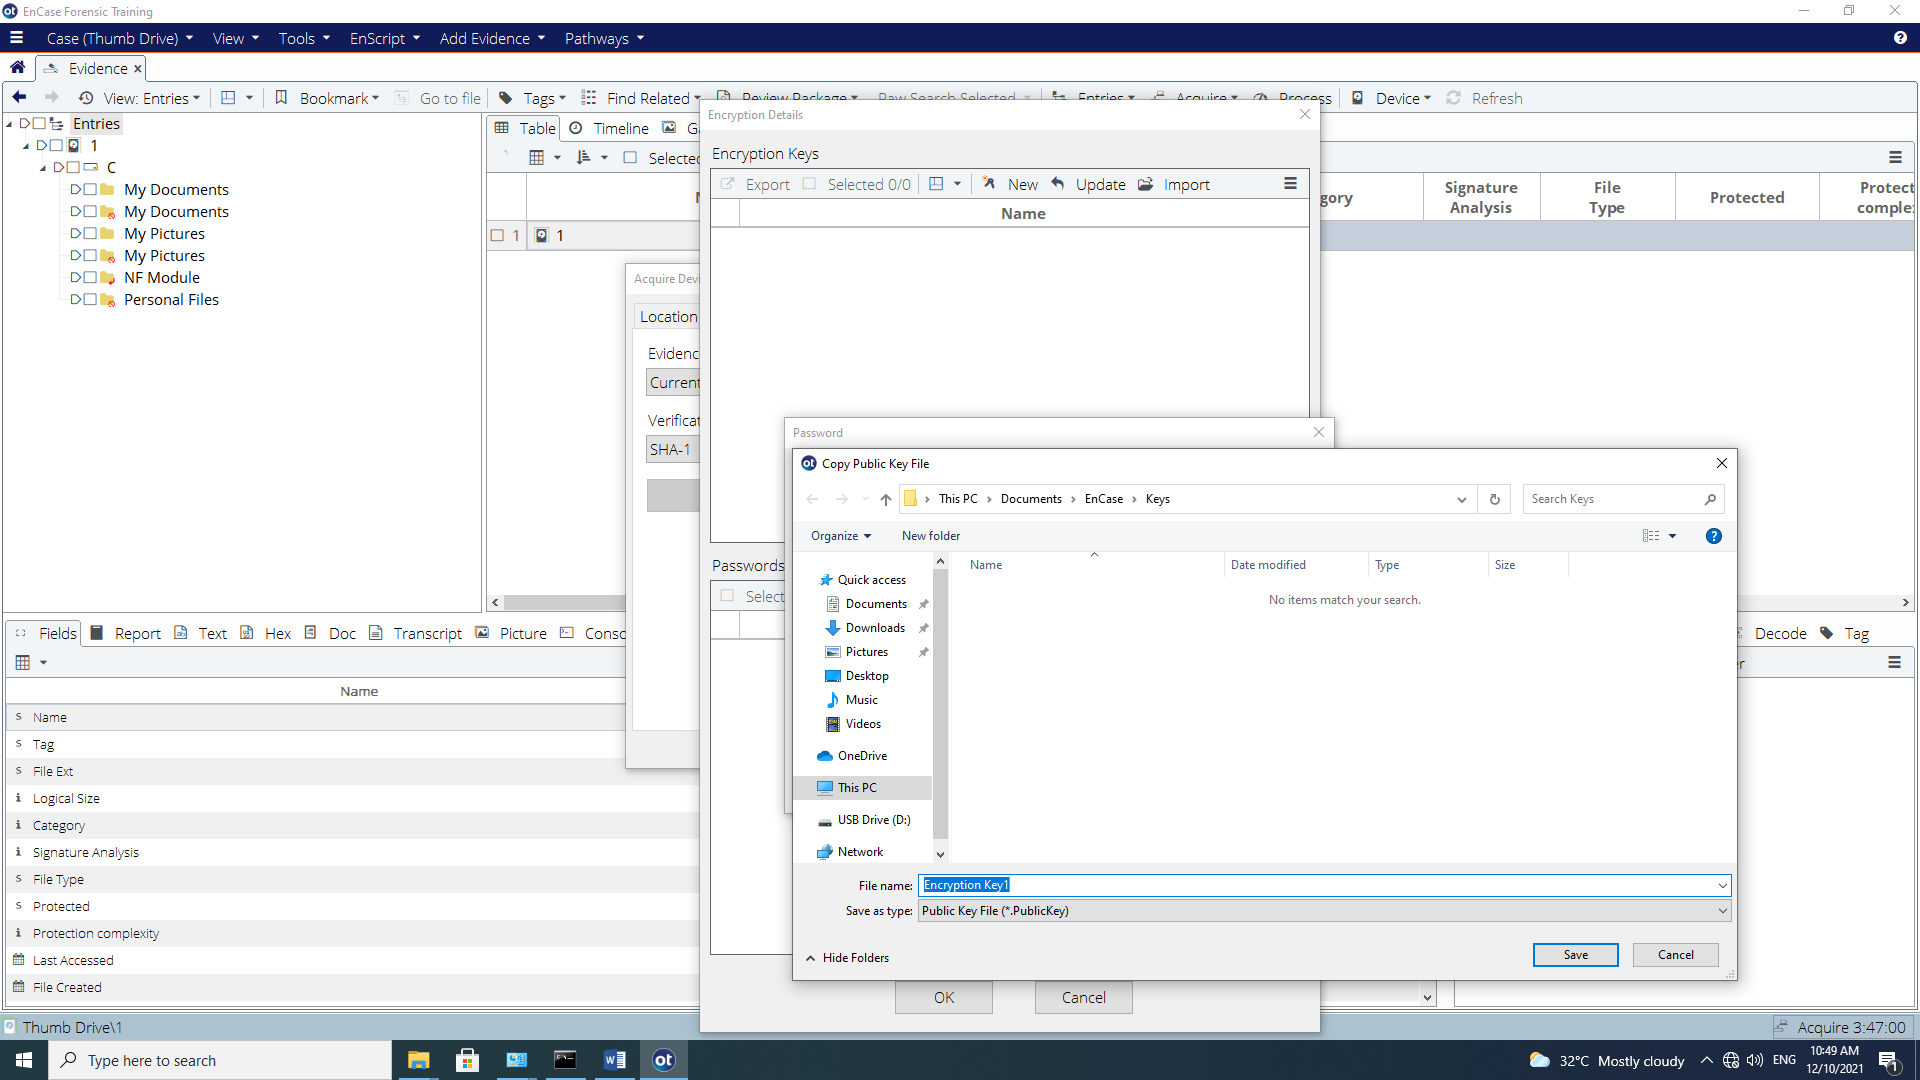 EnCase Forensic Training
Case (Thumb Drive) View Tools EnScript Add Evidence Pathways
Evidence
View: Entries Bookmark Go to file Tags Find Related Review Package Raw Search Selected Entries Acquire Process Device Refresh
Entries
1
C
My Documents
My Documents
My Pictures
My Pictures
NF Module
Personal Files
Table Timeline
Selected
Signature Analysis
File Type
Protected
1 1
Encryption Details
Encryption Keys
Export Selected 0/0 New Update Import
Name
Acquire
Location
Current
SHA-1
Passwords
Password
Copy Public Key File
This PC Documents EnCase Keys
Search Keys
Organize New folder
Name Date modified Type Size
No items match your search.
Quick access
Documents
Downloads
Pictures
Desktop
Music
Videos
OneDrive
This PC
USB Drive (D:)
Network
File name: Encryption Key1
Save as type: Public Key File (*.PublicKey)
Hide Folders
Save Cancel
OK Cancel
Fields Report Text Hex Doc Transcript Picture Decode Tag
Name
s Name
s Tag
s File Ext
i Logical Size
i Category
i Signature Analysis
s File Type
s Protected
i Protection complexity
Last Accessed
File Created
Thumb Drive\1
Acquire 3:47:00
Type here to search
32°C Mostly cloudy
ENG
10:49 AM
12/10/2021
1